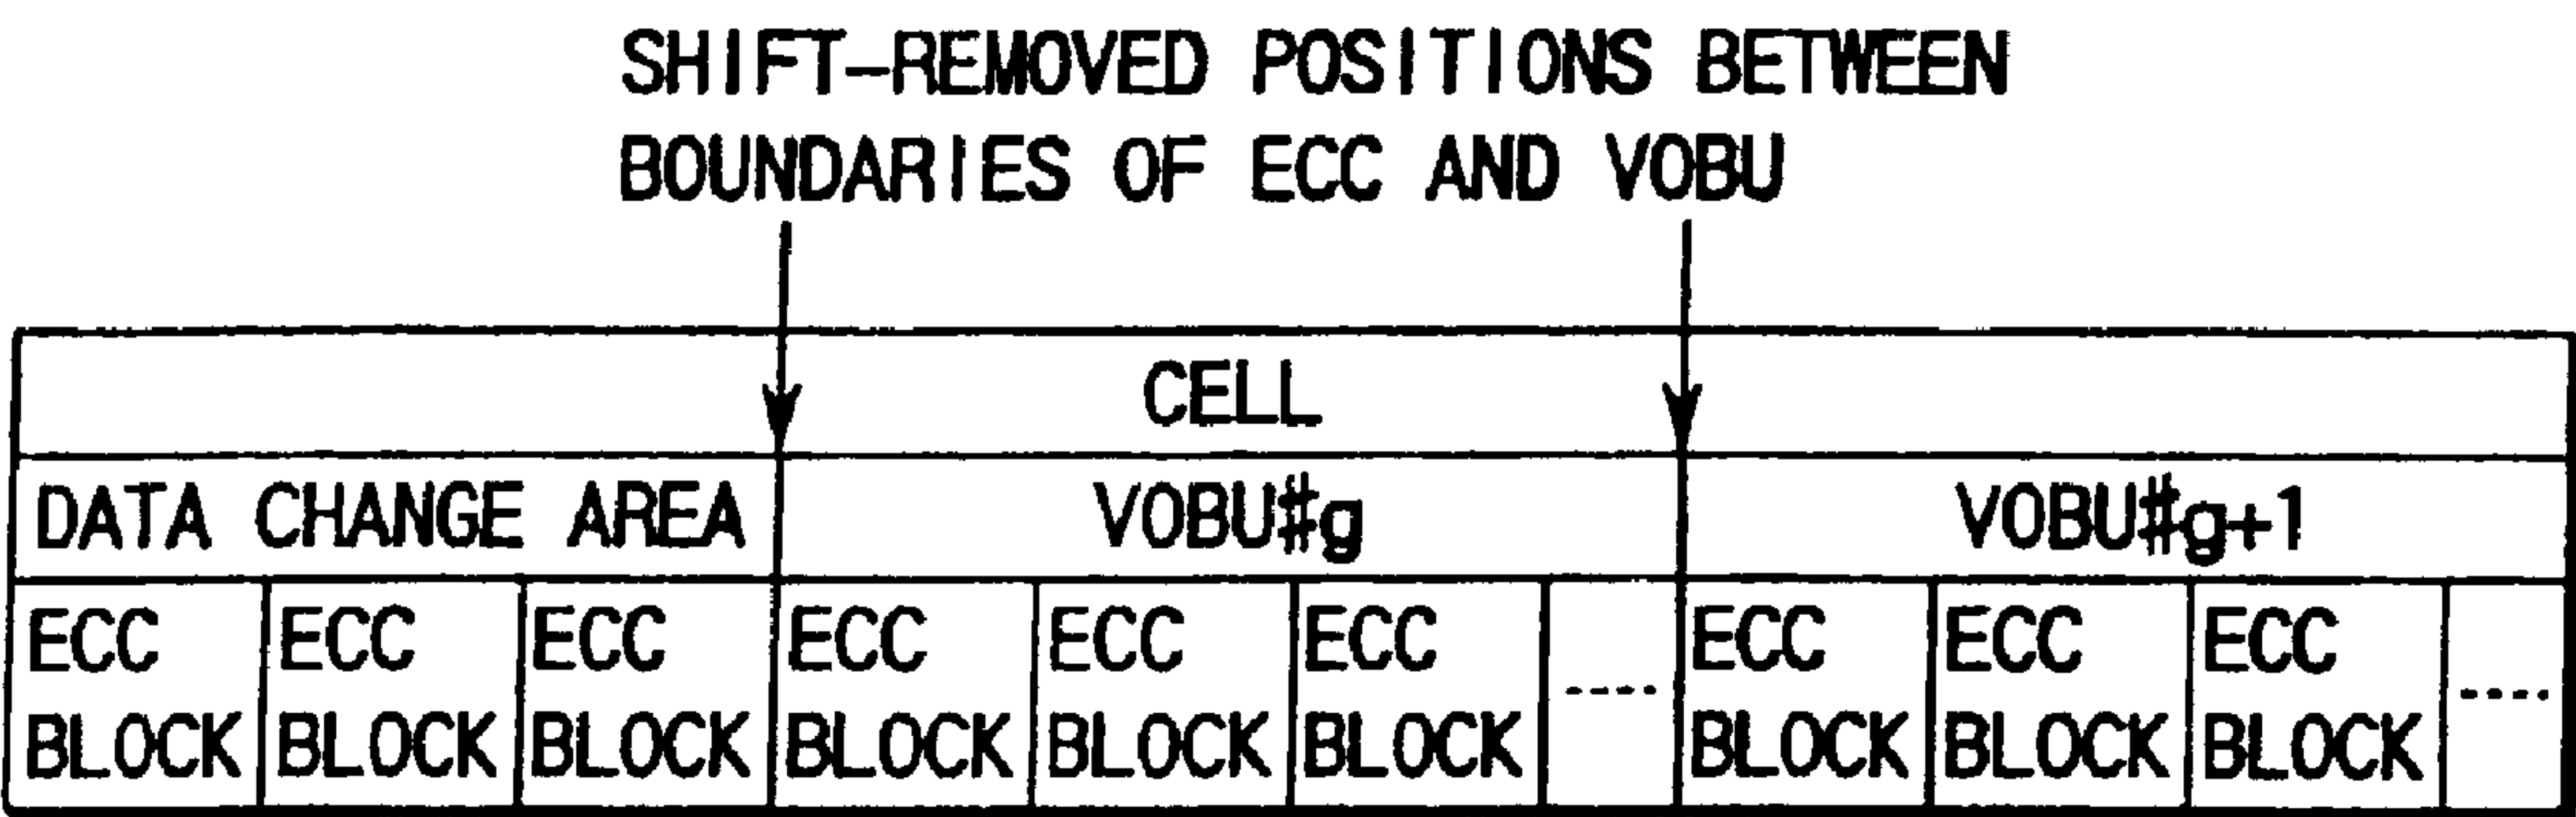 SHIFT-REMOVED POSITIONS BETWEEN
BOUNDARIES OF ECC AND VOBU
CELL
DATA CHANGE AREA VOBU#g VOBU#g+1
ECC ECC ECC ECC ECC ECC ---- ECC ECC ECC ----
BLOCK BLOCK BLOCK BLOCK BLOCK BLOCK BLOCK BLOCK BLOCK